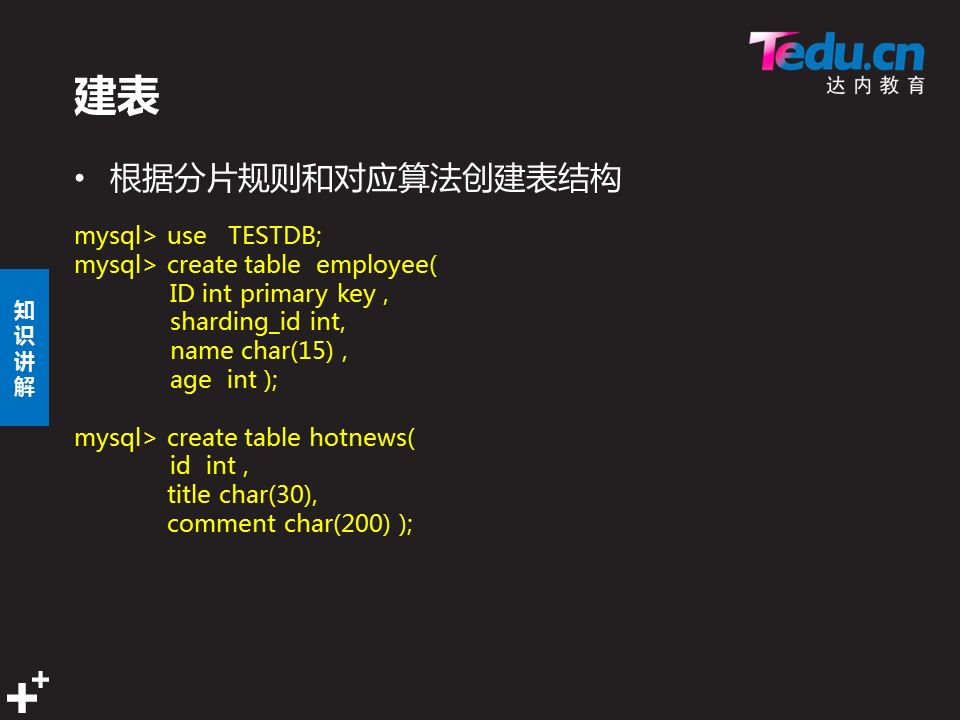 Tedu.cn
达内教育
建表
• 根据分片规则和对应算法创建表结构
mysql> use   TESTDB;
mysql> create table  employee(
ID int primary key ,
sharding_id int,
name char(15) ,
age  int );
mysql> create table hotnews(
id  int ,
title char(30),
comment char(200) );
知
识
讲
解